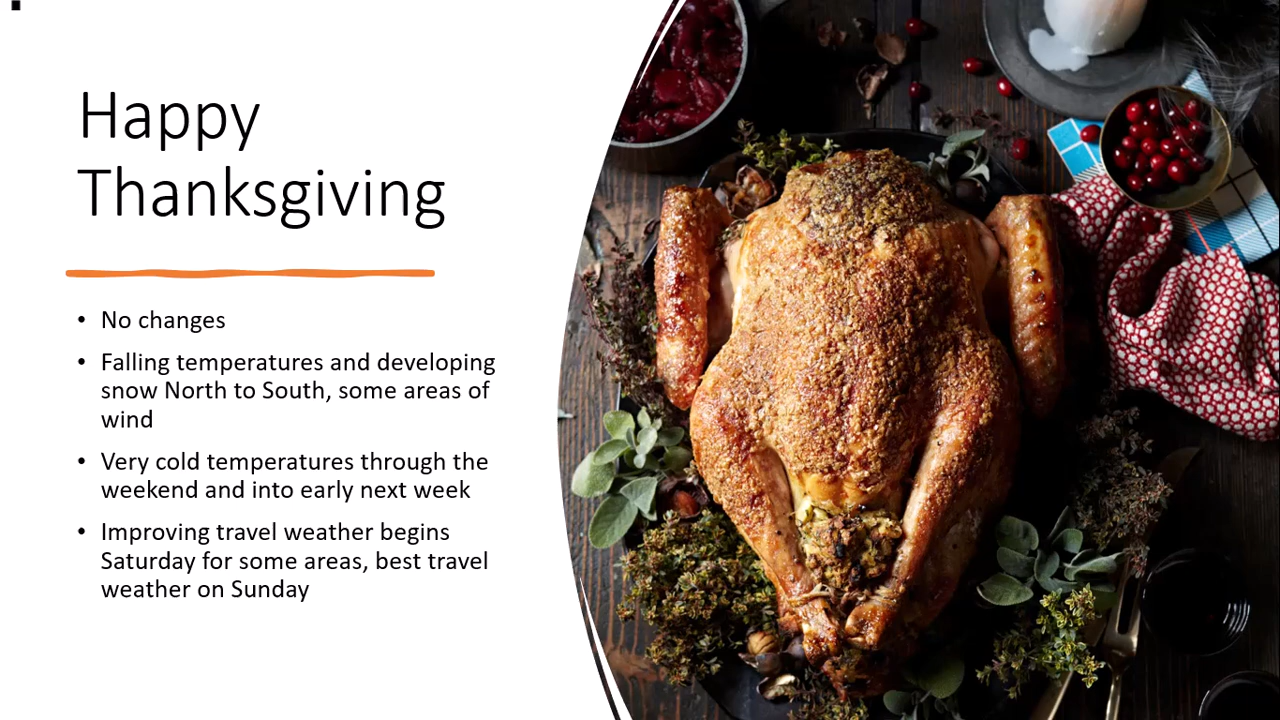 Happy
Thanksgiving
• No changes
• Falling temperatures and developing
snow North to South, some areas of
wind
• Very cold temperatures through the
weekend and into early next week
• Improving travel weather begins
Saturday for some areas, best travel
weather on Sunday